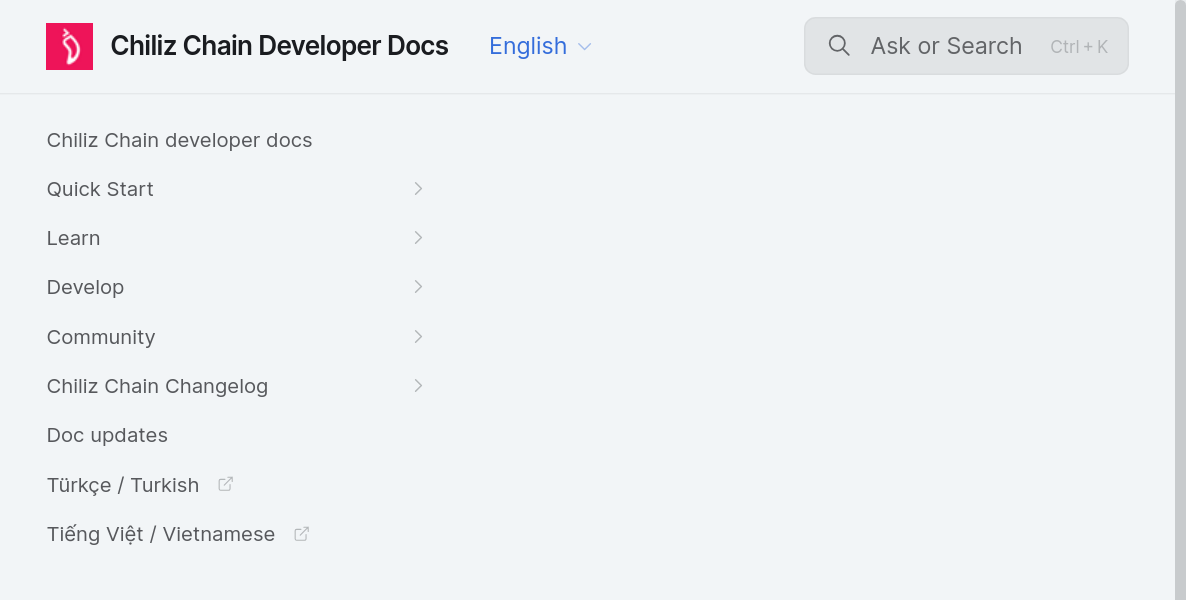 Chiliz Chain Developer Docs
English
Ask or Search
Ctrl + K
Chiliz Chain developer docs
Quick Start
Learn
Develop
Community
Chiliz Chain Changelog
Doc updates
Türkçe / Turkish
Tiếng Việt / Vietnamese